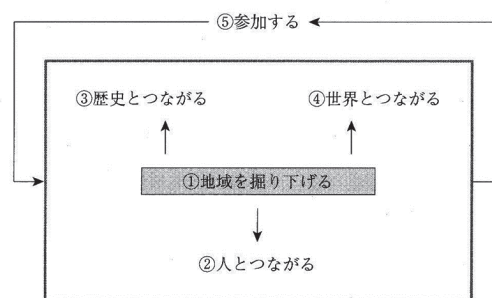 ⑤参加する
③歴史とつながる
④世界とつながる
①地域を掘り下げる
②人とつながる